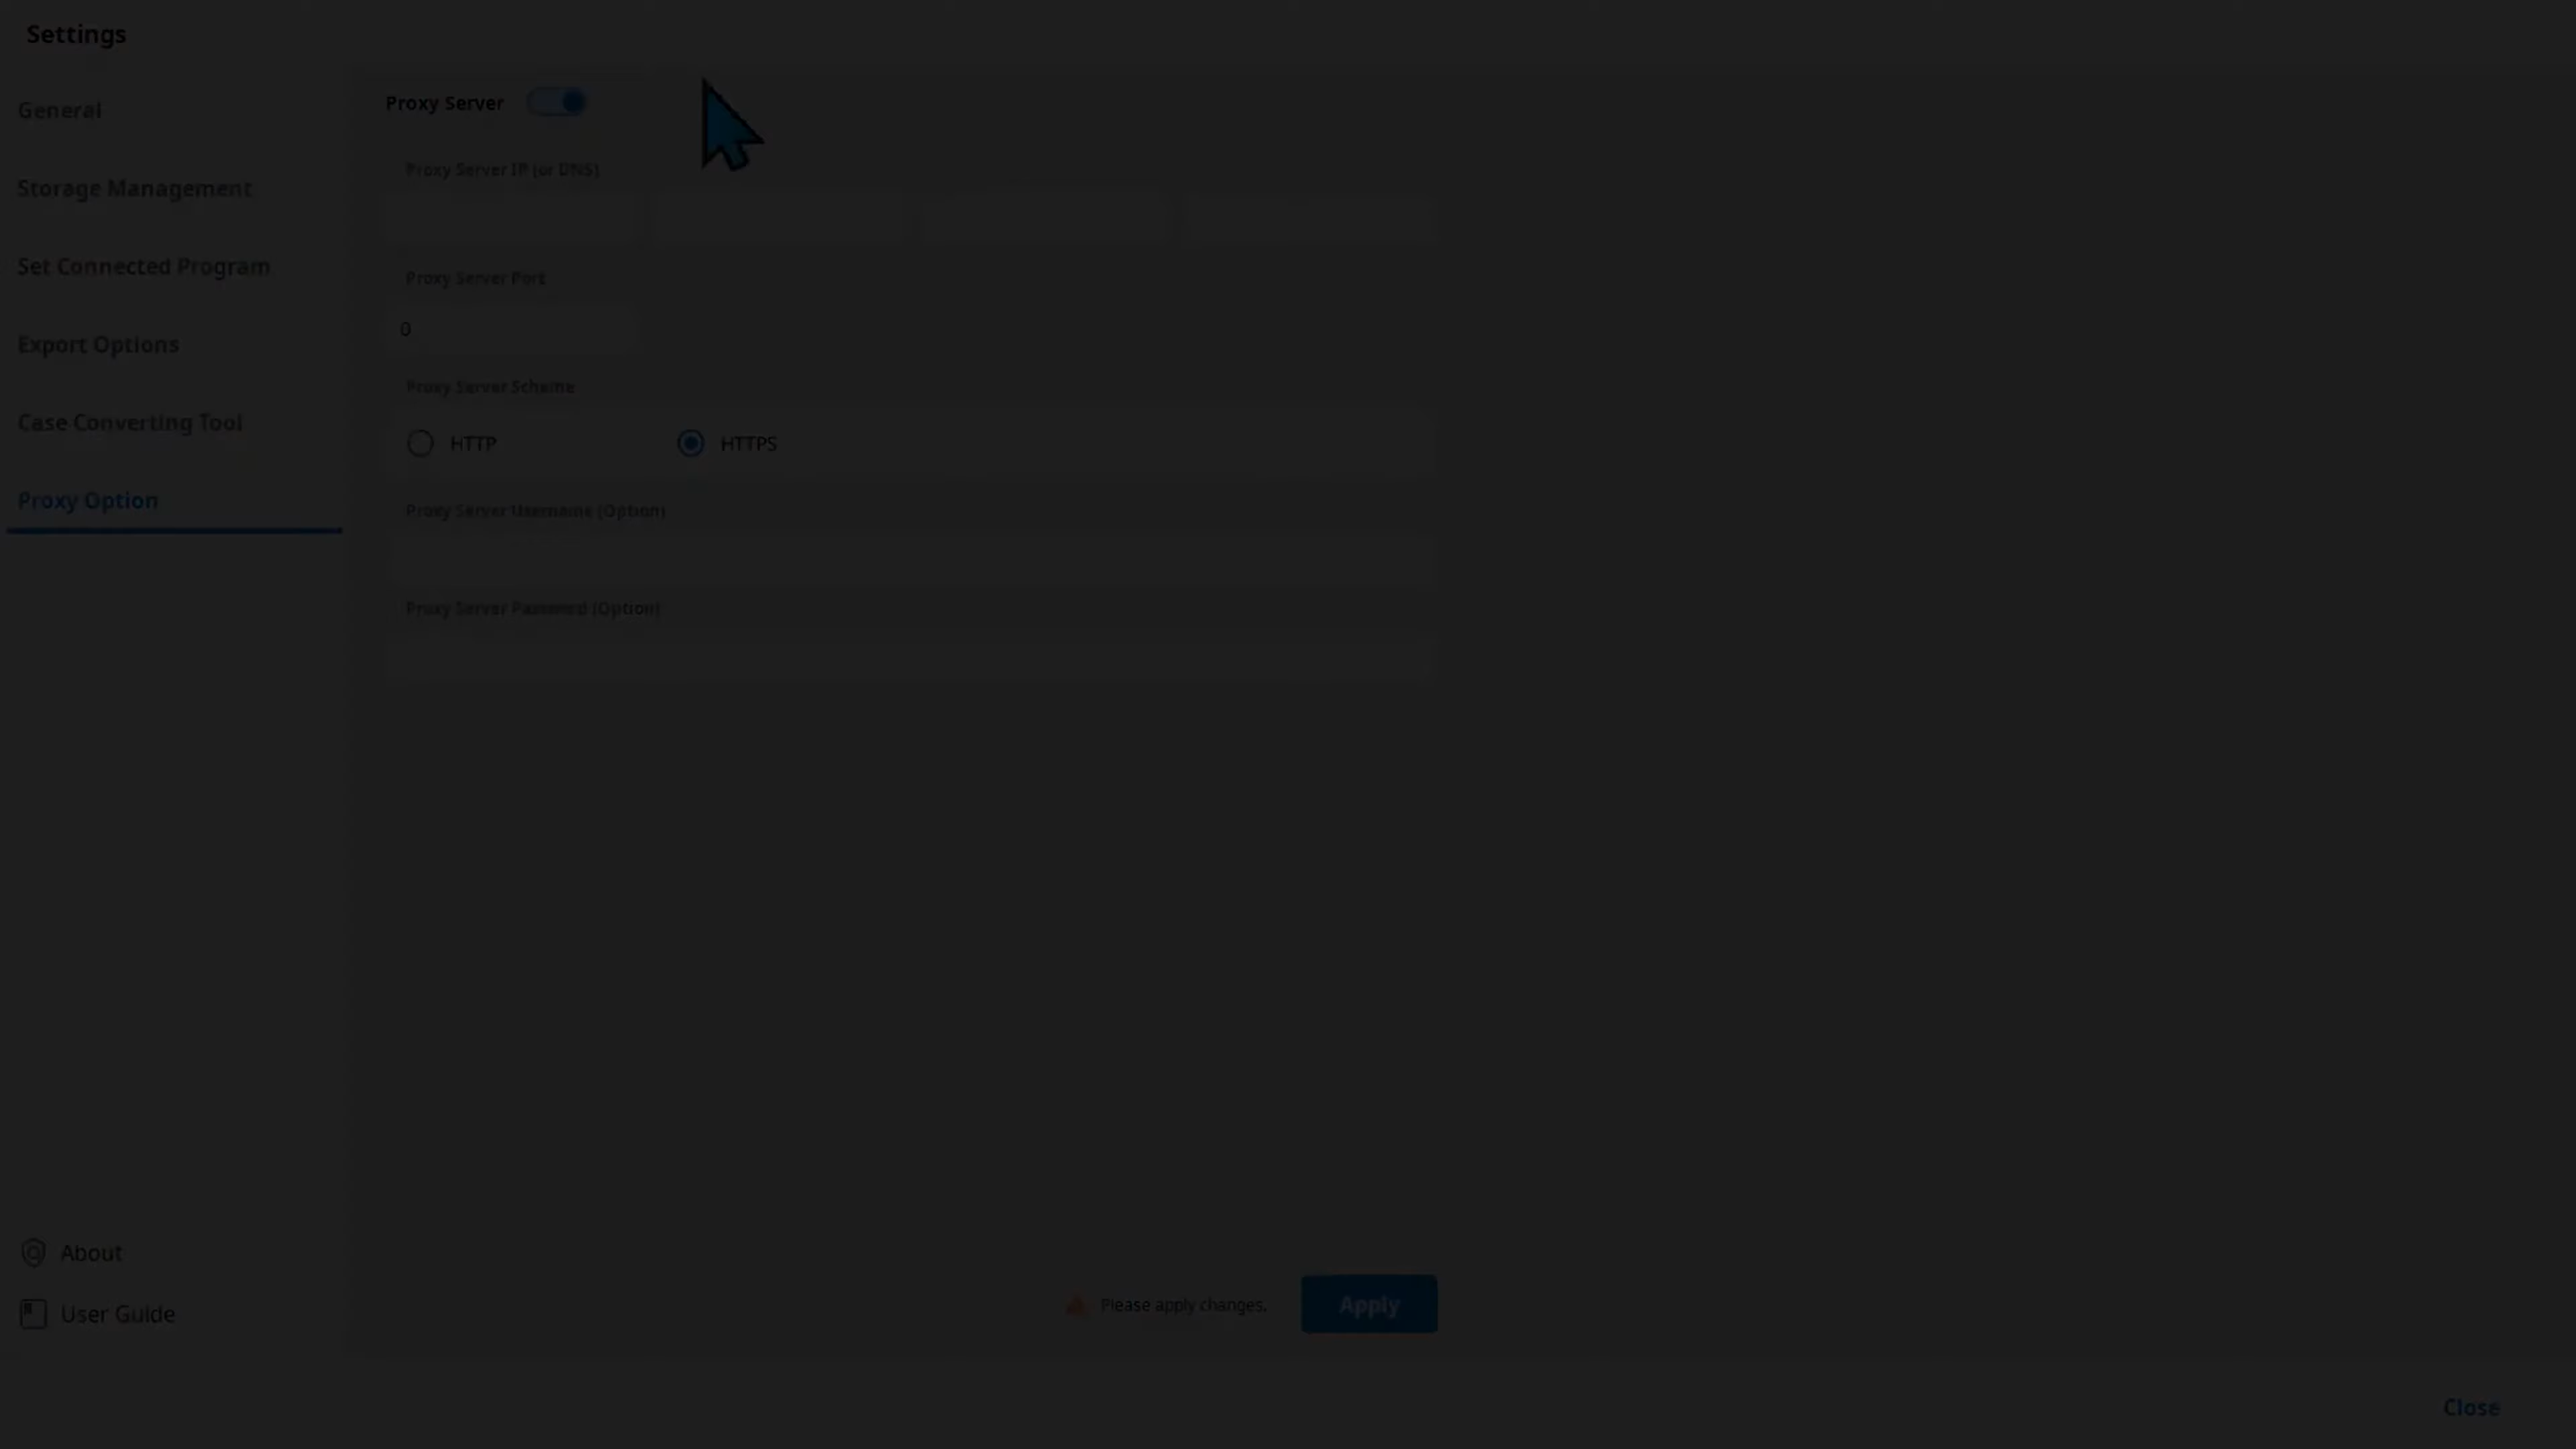 Settings
General
Storage Management
Set Connected Program
Export Options
Case Converting Tool
Proxy Option
About
User Guide
Proxy Server
Proxy Server IP (or DNS)
Proxy Server Port
0
Proxy Server Scheme
HTTP HTTPS
Proxy Server Username (Option)
Proxy Server Password (Option)
Please apply changes. Apply
Close